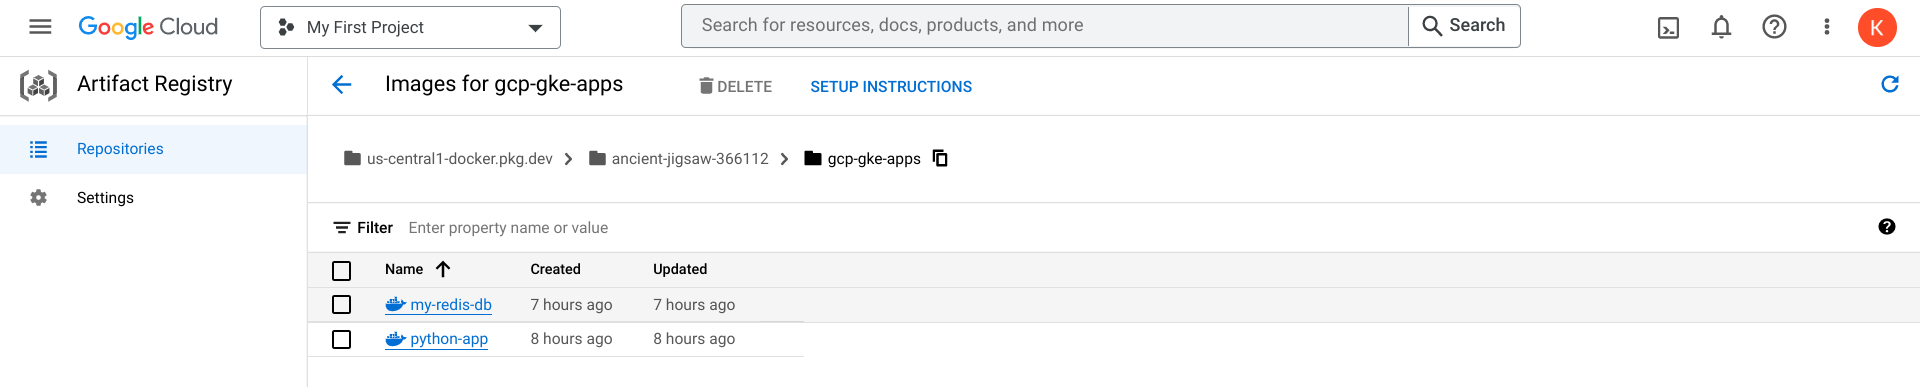 Google Cloud My First Project Search for resources, docs, products, and more Search K
Artifact Registry Images for gcp-gke-apps DELETE SETUP INSTRUCTIONS
Repositories us-central1-docker.pkg.dev ancient-jigsaw-366112 gcp-gke-apps
Settings
Filter Enter property name or value
Name Created Updated
my-redis-db 7 hours ago 7 hours ago
python-app 8 hours ago 8 hours ago